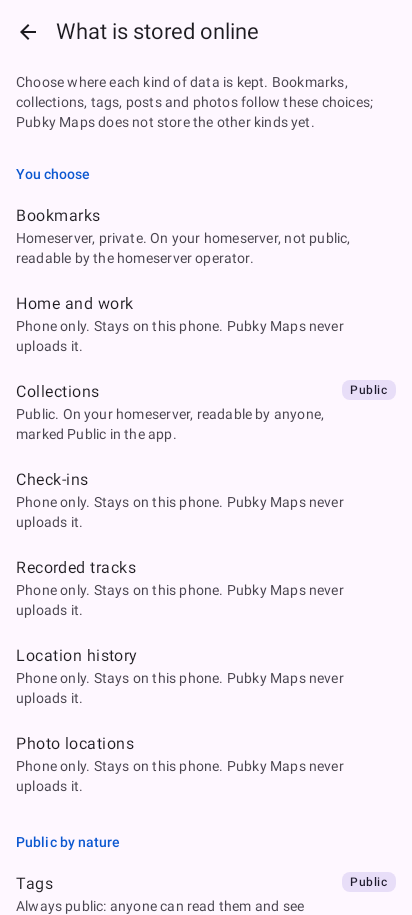 What is stored online
Choose where each kind of data is kept. Bookmarks,
collections, tags, posts and photos follow these choices;
Pubky Maps does not store the other kinds yet.
You choose
Bookmarks
Homeserver, private. On your homeserver, not public,
readable by the homeserver operator.
Home and work
Phone only. Stays on this phone. Pubky Maps never
uploads it.
Collections
Public
Public. On your homeserver, readable by anyone,
marked Public in the app.
Check-ins
Phone only. Stays on this phone. Pubky Maps never
uploads it.
Recorded tracks
Phone only. Stays on this phone. Pubky Maps never
uploads it.
Location history
Phone only. Stays on this phone. Pubky Maps never
uploads it.
Photo locations
Phone only. Stays on this phone. Pubky Maps never
uploads it.
Public by nature
Tags
Public
Always public: anyone can read them and see